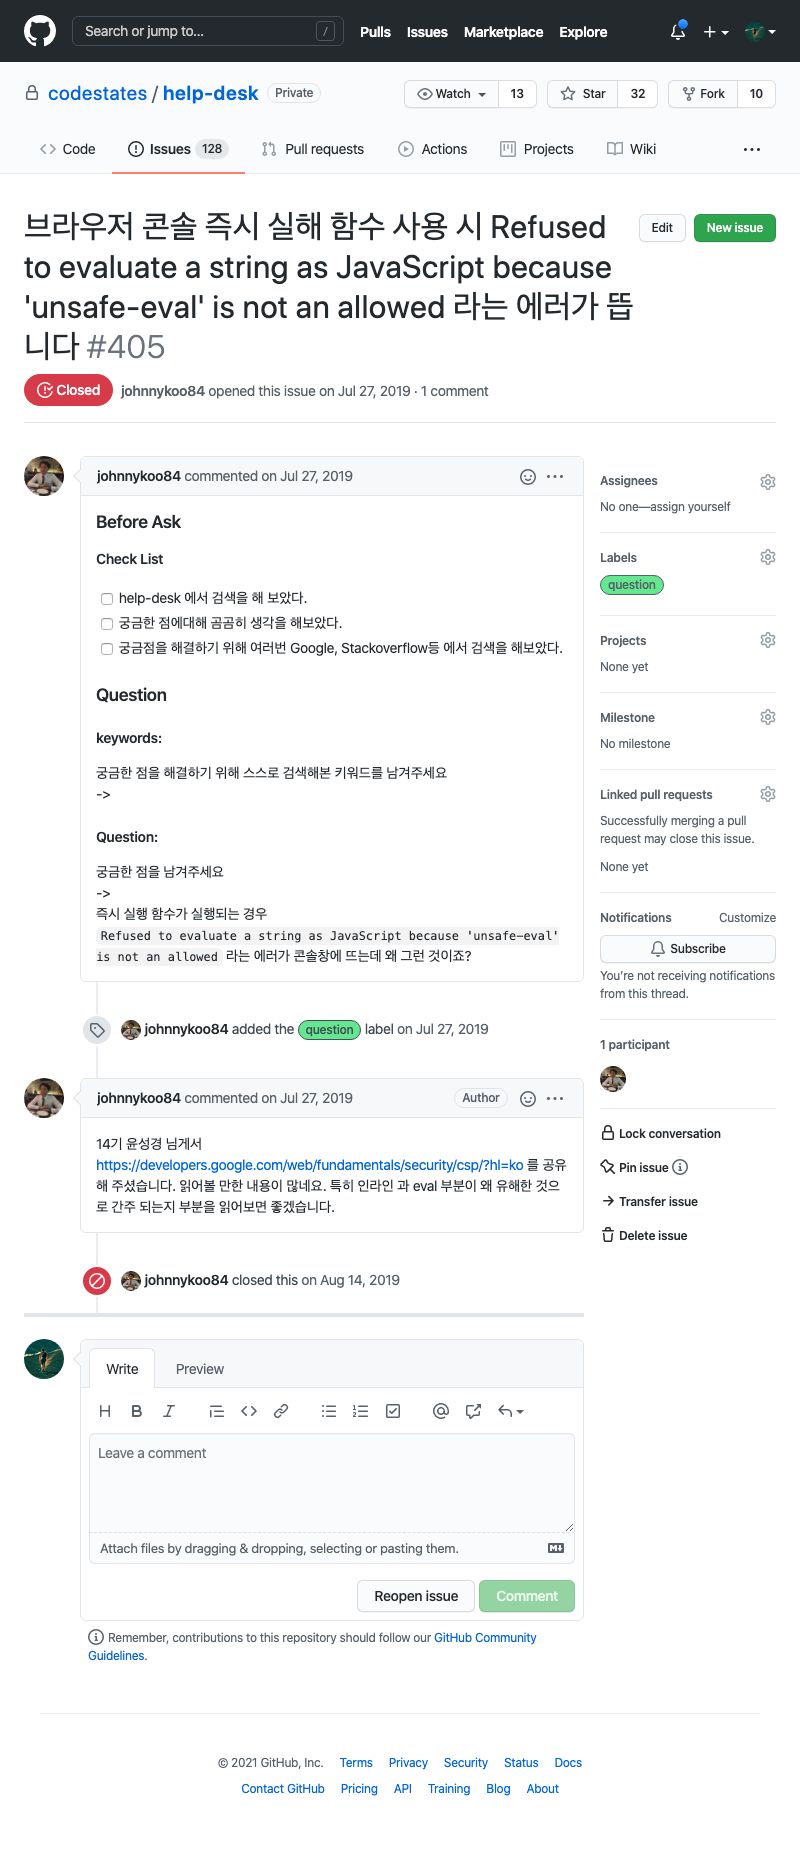 Search or jump to... /
Pulls Issues Marketplace Explore
codestates / help-desk Private
Watch 13 Star 32 Fork 10
Code Issues 128 Pull requests Actions Projects Wiki
브라우저 콘솔 즉시 실해 함수 사용 시 Refused
to evaluate a string as JavaScript because
'unsafe-eval' is not an allowed 라는 에러가 뜹
니다 #405
Edit New issue
Closed johnnykoo84 opened this issue on Jul 27, 2019 · 1 comment
johnnykoo84 commented on Jul 27, 2019
Before Ask
Check List
help-desk 에서 검색을 해 보았다.
궁금한 점에대해 곰곰히 생각을 해보았다.
궁금점을 해결하기 위해 여러번 Google, Stackoverflow등 에서 검색을 해보았다.
Question
keywords:
궁금한 점을 해결하기 위해 스스로 검색해본 키워드를 남겨주세요
->
Question:
궁금한 점을 남겨주세요
->
즉시 실행 함수가 실행되는 경우
Refused to evaluate a string as JavaScript because 'unsafe-eval'
is not an allowed 라는 에러가 콘솔창에 뜨는데 왜 그런 것이죠?
johnnykoo84 added the question label on Jul 27, 2019
johnnykoo84 commented on Jul 27, 2019 Author
14기 윤성경 님게서
https://developers.google.com/web/fundamentals/security/csp/?hl=ko 를 공유
해 주셨습니다. 읽어볼 만한 내용이 많네요. 특히 인라인 과 eval 부분이 왜 유해한 것으
로 간주 되는지 부분을 읽어보면 좋겠습니다.
johnnykoo84 closed this on Aug 14, 2019
Assignees
No one—assign yourself
Labels
question
Projects
None yet
Milestone
No milestone
Linked pull requests
Successfully merging a pull
request may close this issue.
None yet
Notifications Customize
Subscribe
You're not receiving notifications
from this thread.
1 participant
Lock conversation
Pin issue
Transfer issue
Delete issue
Write Preview
H B I
Leave a comment
Attach files by dragging & dropping, selecting or pasting them.
Reopen issue Comment
Remember, contributions to this repository should follow our GitHub Community
Guidelines.
© 2021 GitHub, Inc. Terms Privacy Security Status Docs
Contact GitHub Pricing API Training Blog About